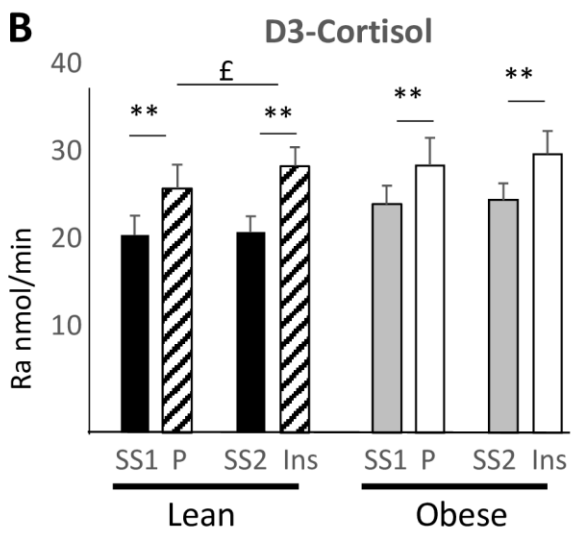 B
D3-Cortisol
Ra nmol/min
40
30
20
10
**
£
**
**
**
SS1 P SS2 Ins SS1 P SS2 Ins
Lean Obese